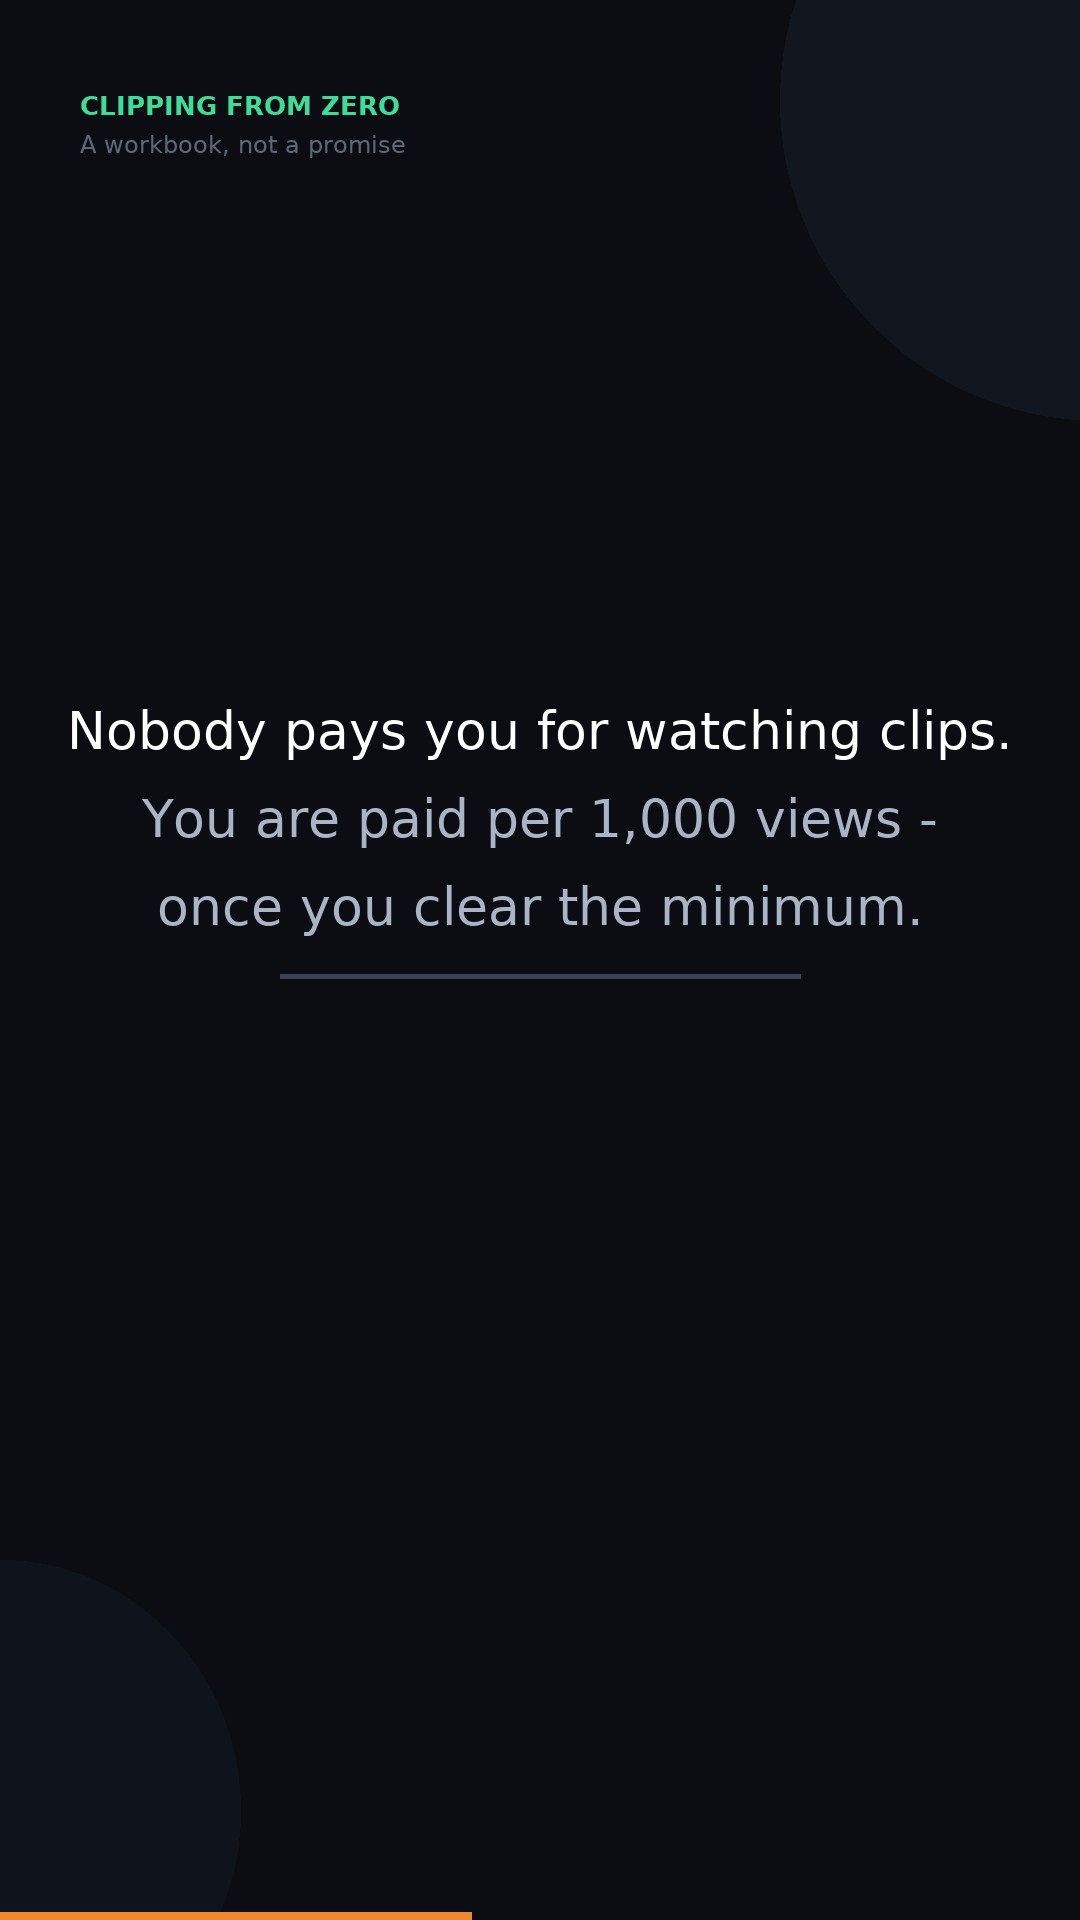 CLIPPING FROM ZERO
A workbook, not a promise
Nobody pays you for watching clips.
You are paid per 1,000 views -
once you clear the minimum.